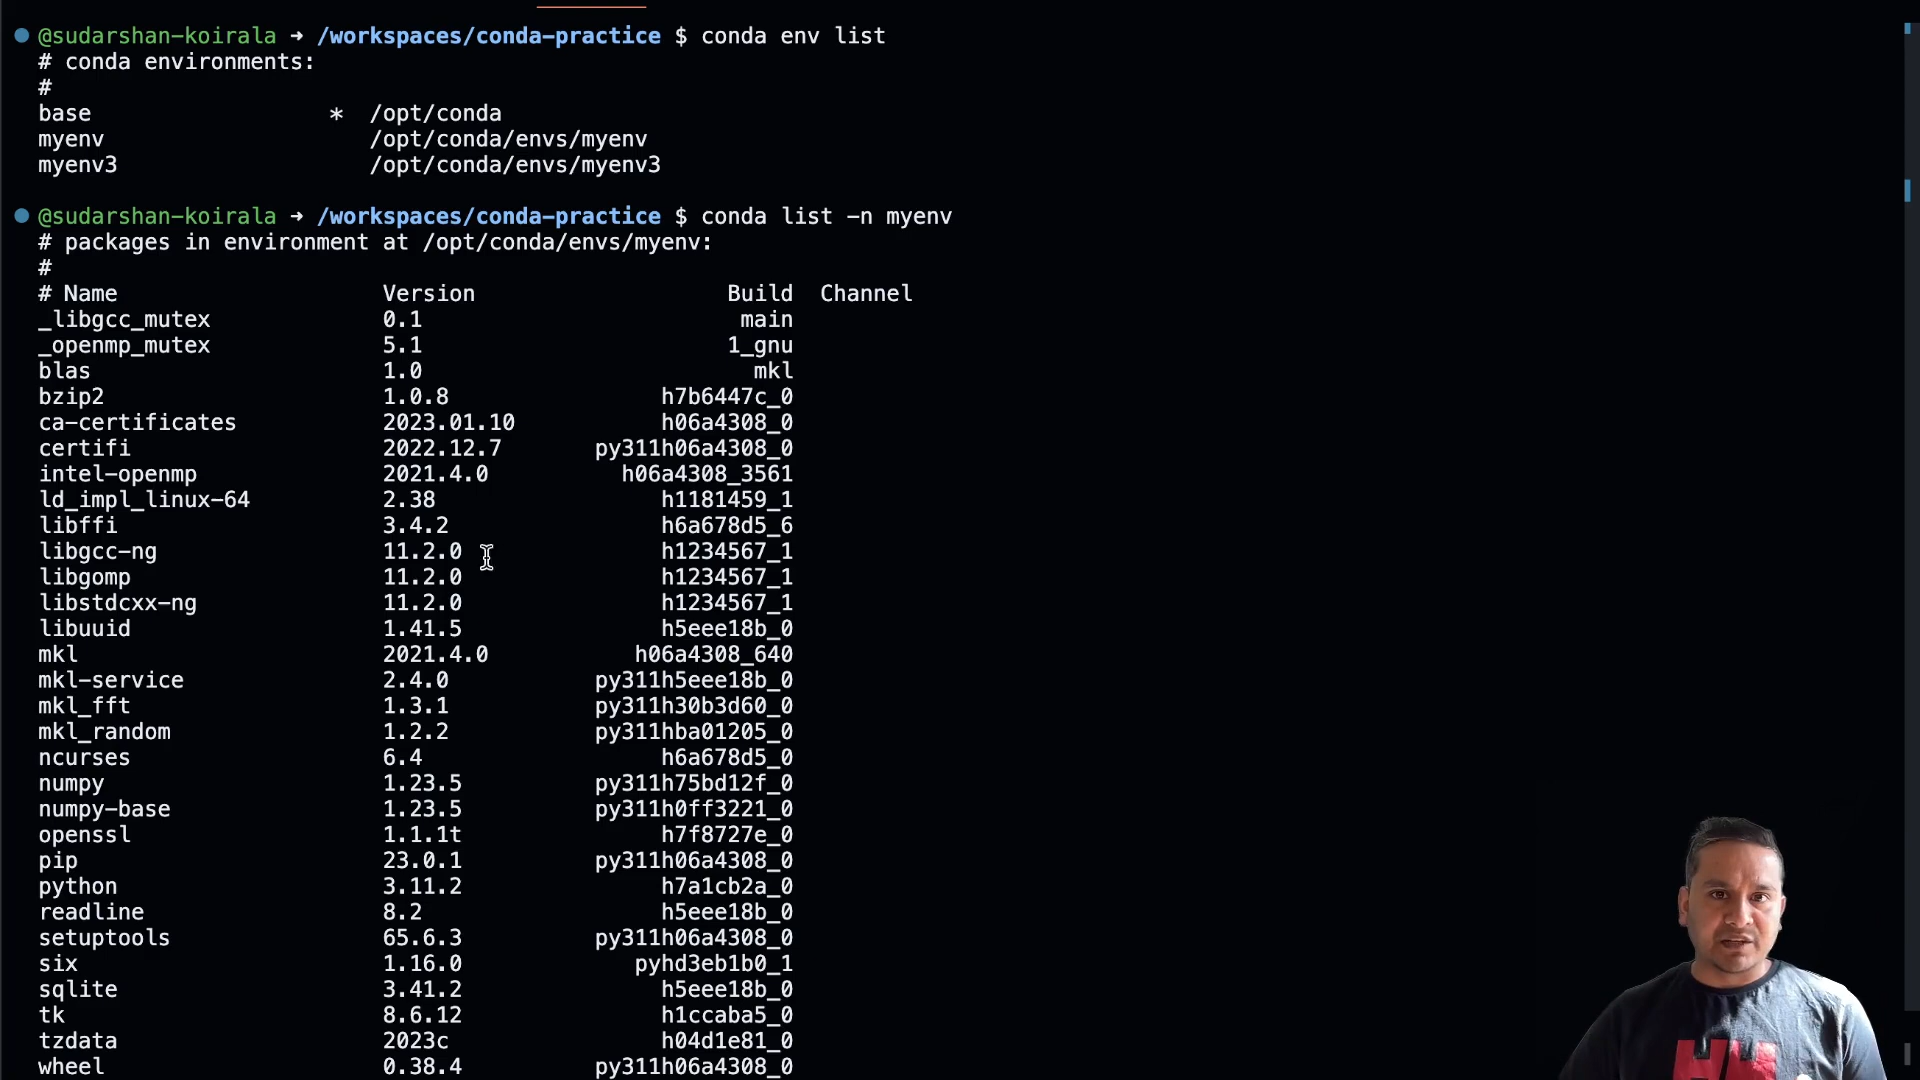 @sudarshan-koirala → /workspaces/conda-practice $ conda env list
# conda environments:
#
base * /opt/conda
myenv /opt/conda/envs/myenv
myenv3 /opt/conda/envs/myenv3
@sudarshan-koirala → /workspaces/conda-practice $ conda list -n myenv
# packages in environment at /opt/conda/envs/myenv:
#
# Name Version Build Channel
_libgcc_mutex 0.1 main
_openmp_mutex 5.1 1_gnu
blas 1.0 mkl
bzip2 1.0.8 h7b6447c_0
ca-certificates 2023.01.10 h06a4308_0
certifi 2022.12.7 py311h06a4308_0
intel-openmp 2021.4.0 h06a4308_3561
ld_impl_linux-64 2.38 h1181459_1
libffi 3.4.2 h6a678d5_6
libgcc-ng 11.2.0 h1234567_1
libgomp 11.2.0 h1234567_1
libstdcxx-ng 11.2.0 h1234567_1
libuuid 1.41.5 h5eee18b_0
mkl 2021.4.0 h06a4308_640
mkl-service 2.4.0 py311h5eee18b_0
mkl_fft 1.3.1 py311h30b3d60_0
mkl_random 1.2.2 py311hba01205_0
ncurses 6.4 h6a678d5_0
numpy 1.23.5 py311h75bd12f_0
numpy-base 1.23.5 py311h0ff3221_0
openssl 1.1.1t h7f8727e_0
pip 23.0.1 py311h06a4308_0
python 3.11.2 h7a1cb2a_0
readline 8.2 h5eee18b_0
setuptools 65.6.3 py311h06a4308_0
six 1.16.0 pyhd3eb1b0_1
sqlite 3.41.2 h5eee18b_0
tk 8.6.12 h1ccaba5_0
tzdata 2023c h04d1e81_0
wheel 0.38.4 py311h06a4308_0